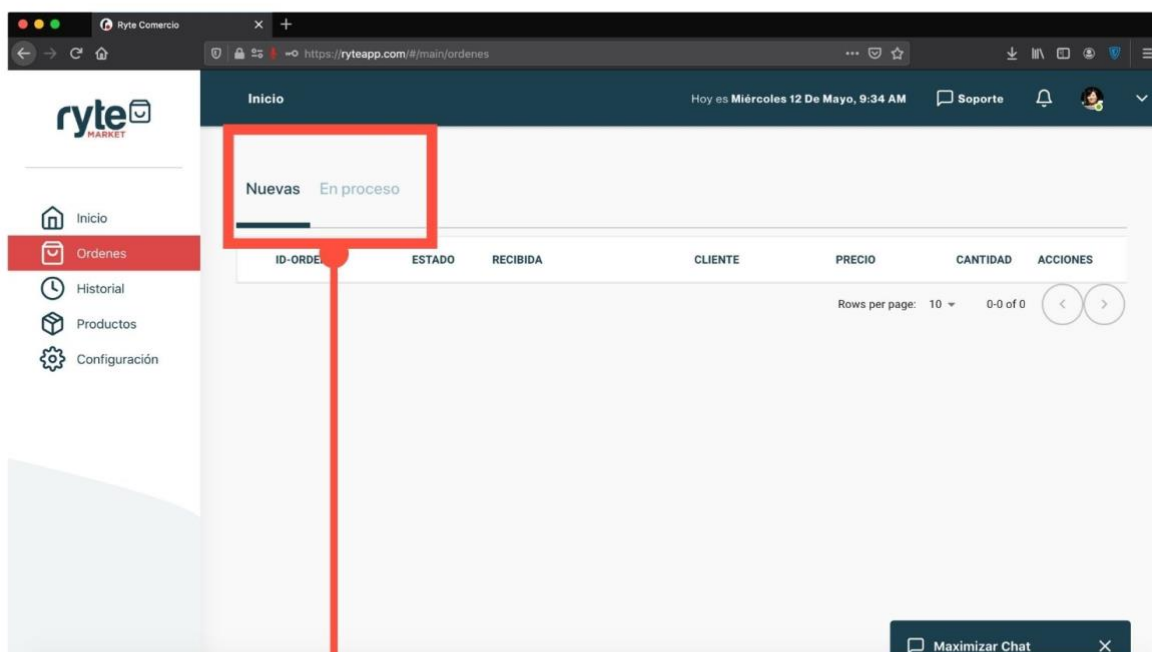 Ryte Comercio
https://ryteapp.com/#/main/ordenes
ryte
MARKET
Inicio
Hoy es Miércoles 12 De Mayo, 9:34 AM
Soporte
Nuevas En proceso
Inicio
Ordenes
Historial
Productos
Configuración
ESTADO RECIBIDA CLIENTE PRECIO CANTIDAD ACCIONES
Rows per page: 10 0-0 of 0
Maximizar Chat